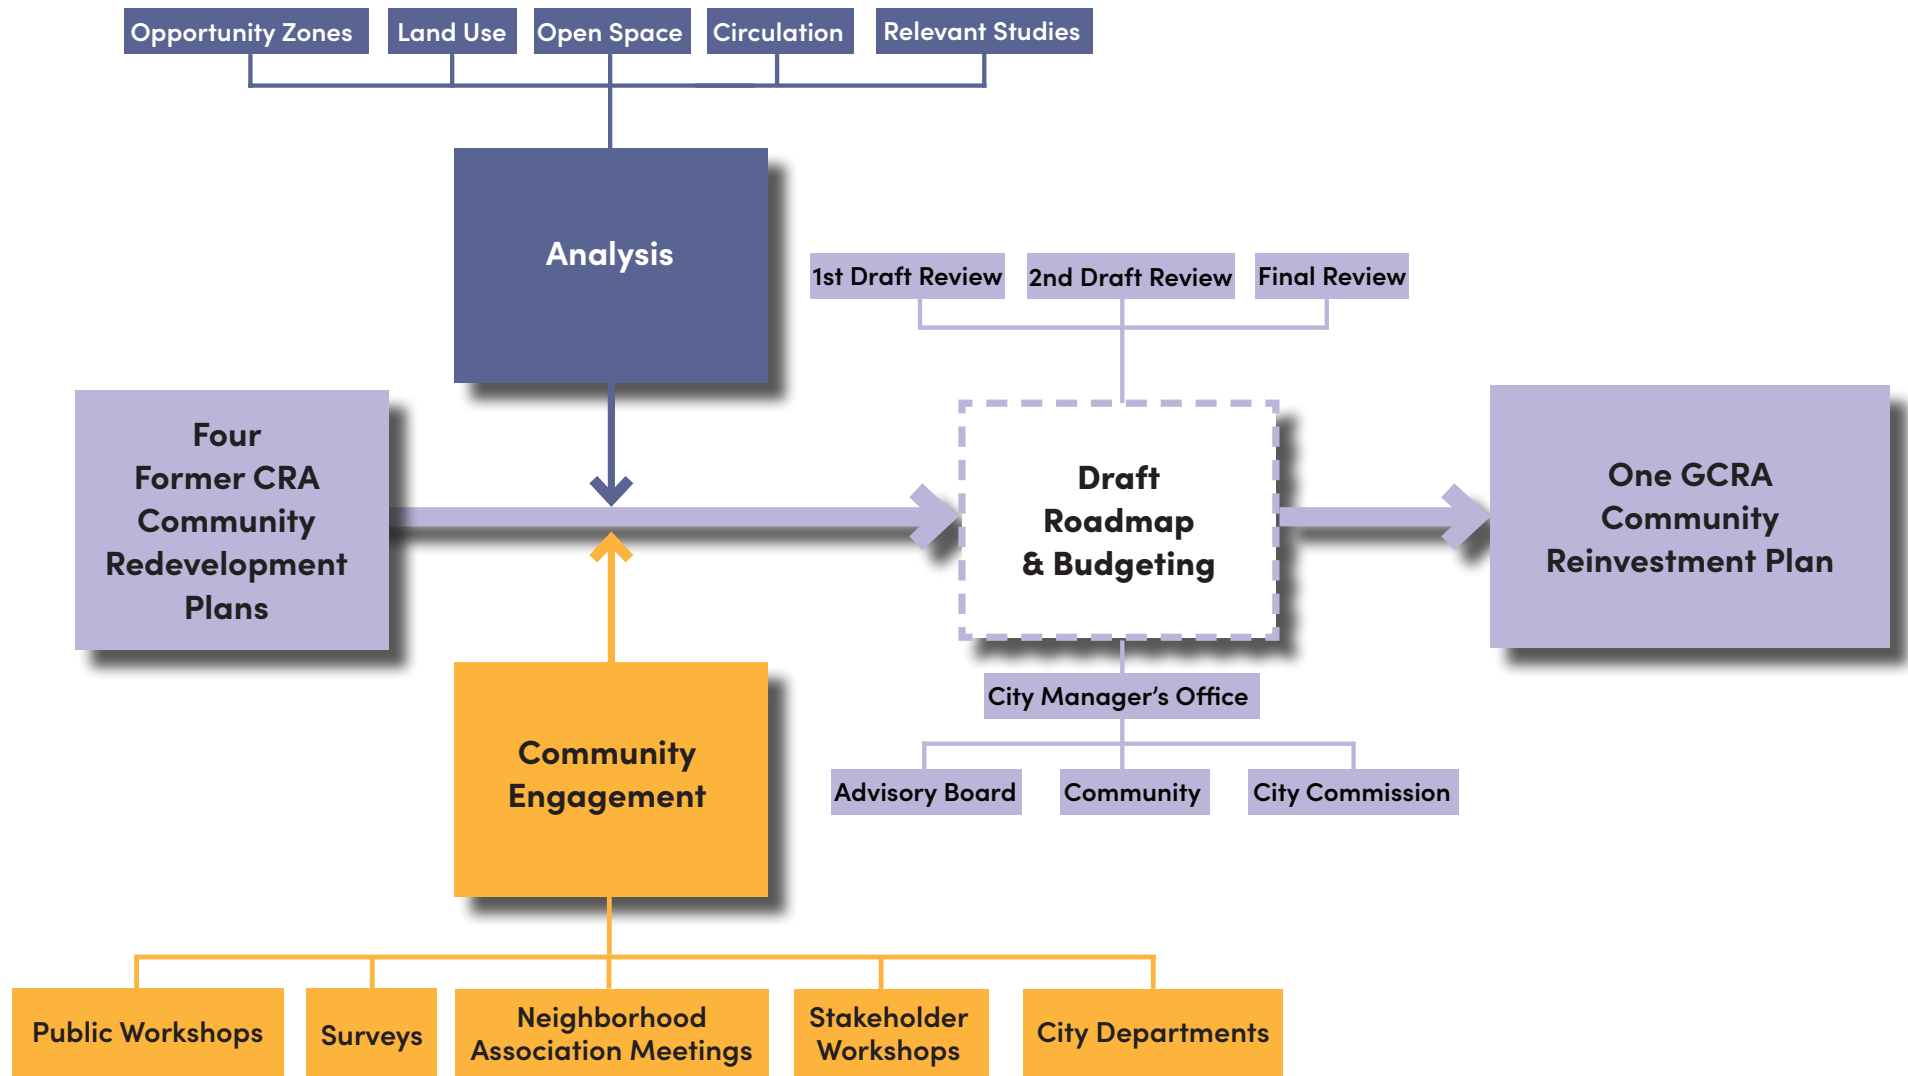 Opportunity Zones
Land Use
Open Space
Circulation
Relevant Studies
Analysis
1st Draft Review
2nd Draft Review
Final Review
Four
Former CRA
Community
Redevelopment
Plans
Draft
Roadmap
& Budgeting
One GCRA
Community
Reinvestment Plan
City Manager’s Office
Advisory Board
Community
City Commission
Community
Engagement
Public Workshops
Surveys
Neighborhood
Association Meetings
Stakeholder
Workshops
City Departments